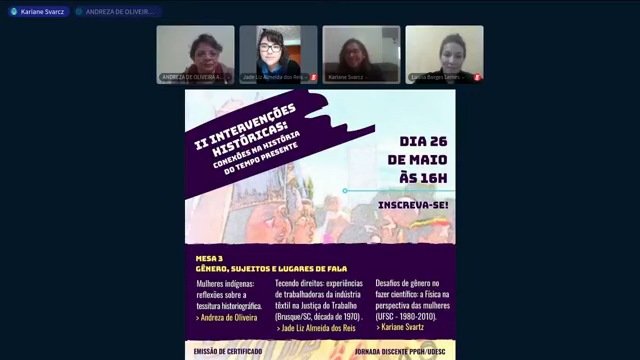 Kariane Svarcz
ANDREZA DE OLIVEIR...
ANDREZA DE OLIVEIRA A...
Jade Liz Almeida dos Reis
Kariane Svarcz
Luana Borges Lemes
II INTERVENÇÕES
HISTÓRICAS:
CONEXÕES NA HISTÓRIA
DO TEMPO PRESENTE
DIA 26
DE MAIO
ÀS 16H
INSCREVA-SE!
MESA 3
GÊNERO, SUJEITOS E LUGARES DE FALA
Mulheres indígenas:
reflexões sobre a
tessitura historiográfica.
> Andreza de Oliveira
Tecendo direitos: experiências
de trabalhadoras da indústria
têxtil na Justiça do Trabalho
(Brusque/SC, década de 1970) .
> Jade Liz Almeida dos Reis
Desafios de gênero no
fazer científico: a Física na
perspectiva das mulheres
(UFSC - 1980-2010).
> Kariane Svartz
EMISSÃO DE CERTIFICADO
JORNADA DISCENTE PPGH/UDESC